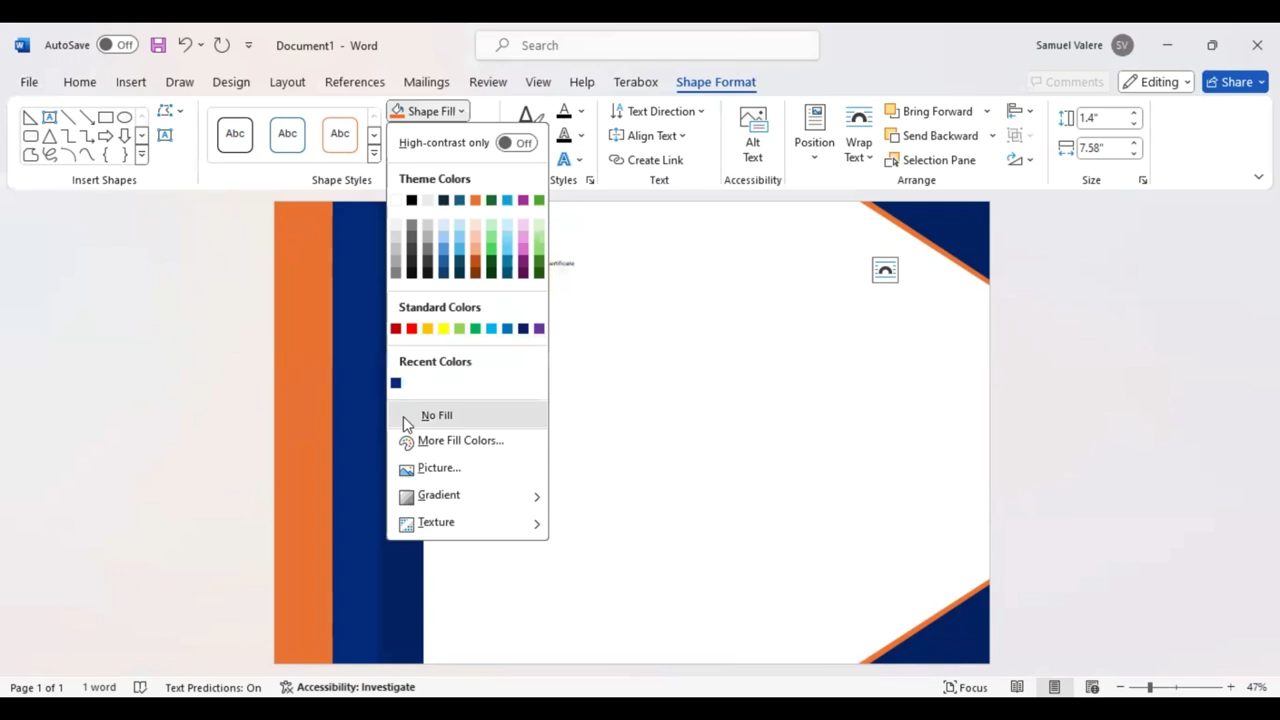 AutoSave Off Document1 - Word Search Samuel Valere SV
File Home Insert Draw Design Layout References Mailings Review View Help Terabox Shape Format Comments Editing Share
Abc Abc Abc Shape Fill Text Direction Bring Forward 1.4"
Align Text Send Backward 7.58"
Create Link Selection Pane
Alt Text
Position
Wrap Text
Insert Shapes Shape Styles Styles Text Accessibility Arrange Size
High-contrast only Off
Theme Colors
Standard Colors
Recent Colors
No Fill
More Fill Colors...
Picture...
Gradient
Texture
ertificate
Page 1 of 1 1 word Text Predictions: On Accessibility: Investigate Focus 47%